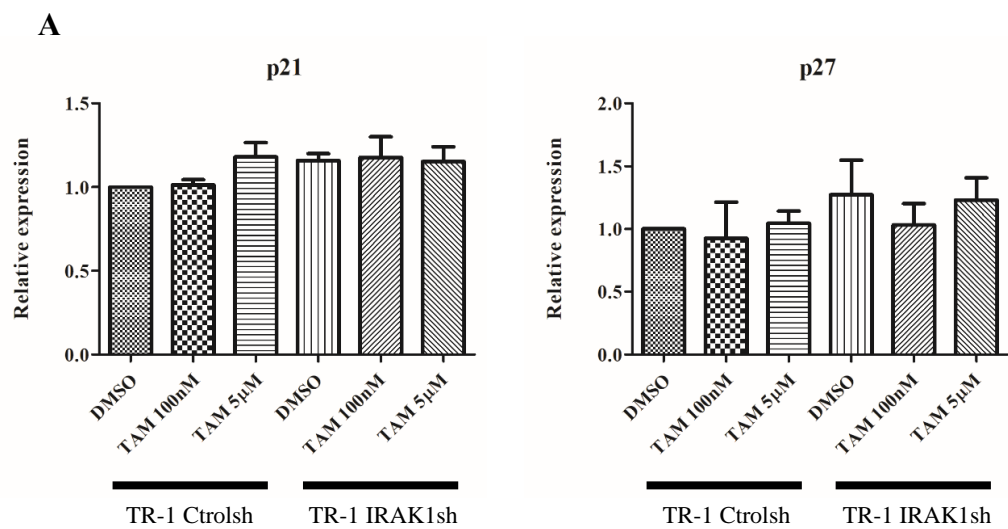 A
p21
Relative expression
1.5
1.0
0.5
0.0
DMSO
TAM 100nM
TAM 5µM
DMSO
TAM 100nM
TAM 5µM
TR-1 Ctrolsh
TR-1 IRAK1sh
p27
Relative expression
2.0
1.5
1.0
0.5
0.0
DMSO
TAM 100nM
TAM 5µM
DMSO
TAM 100nM
TAM 5µM
TR-1 Ctrolsh
TR-1 IRAK1sh